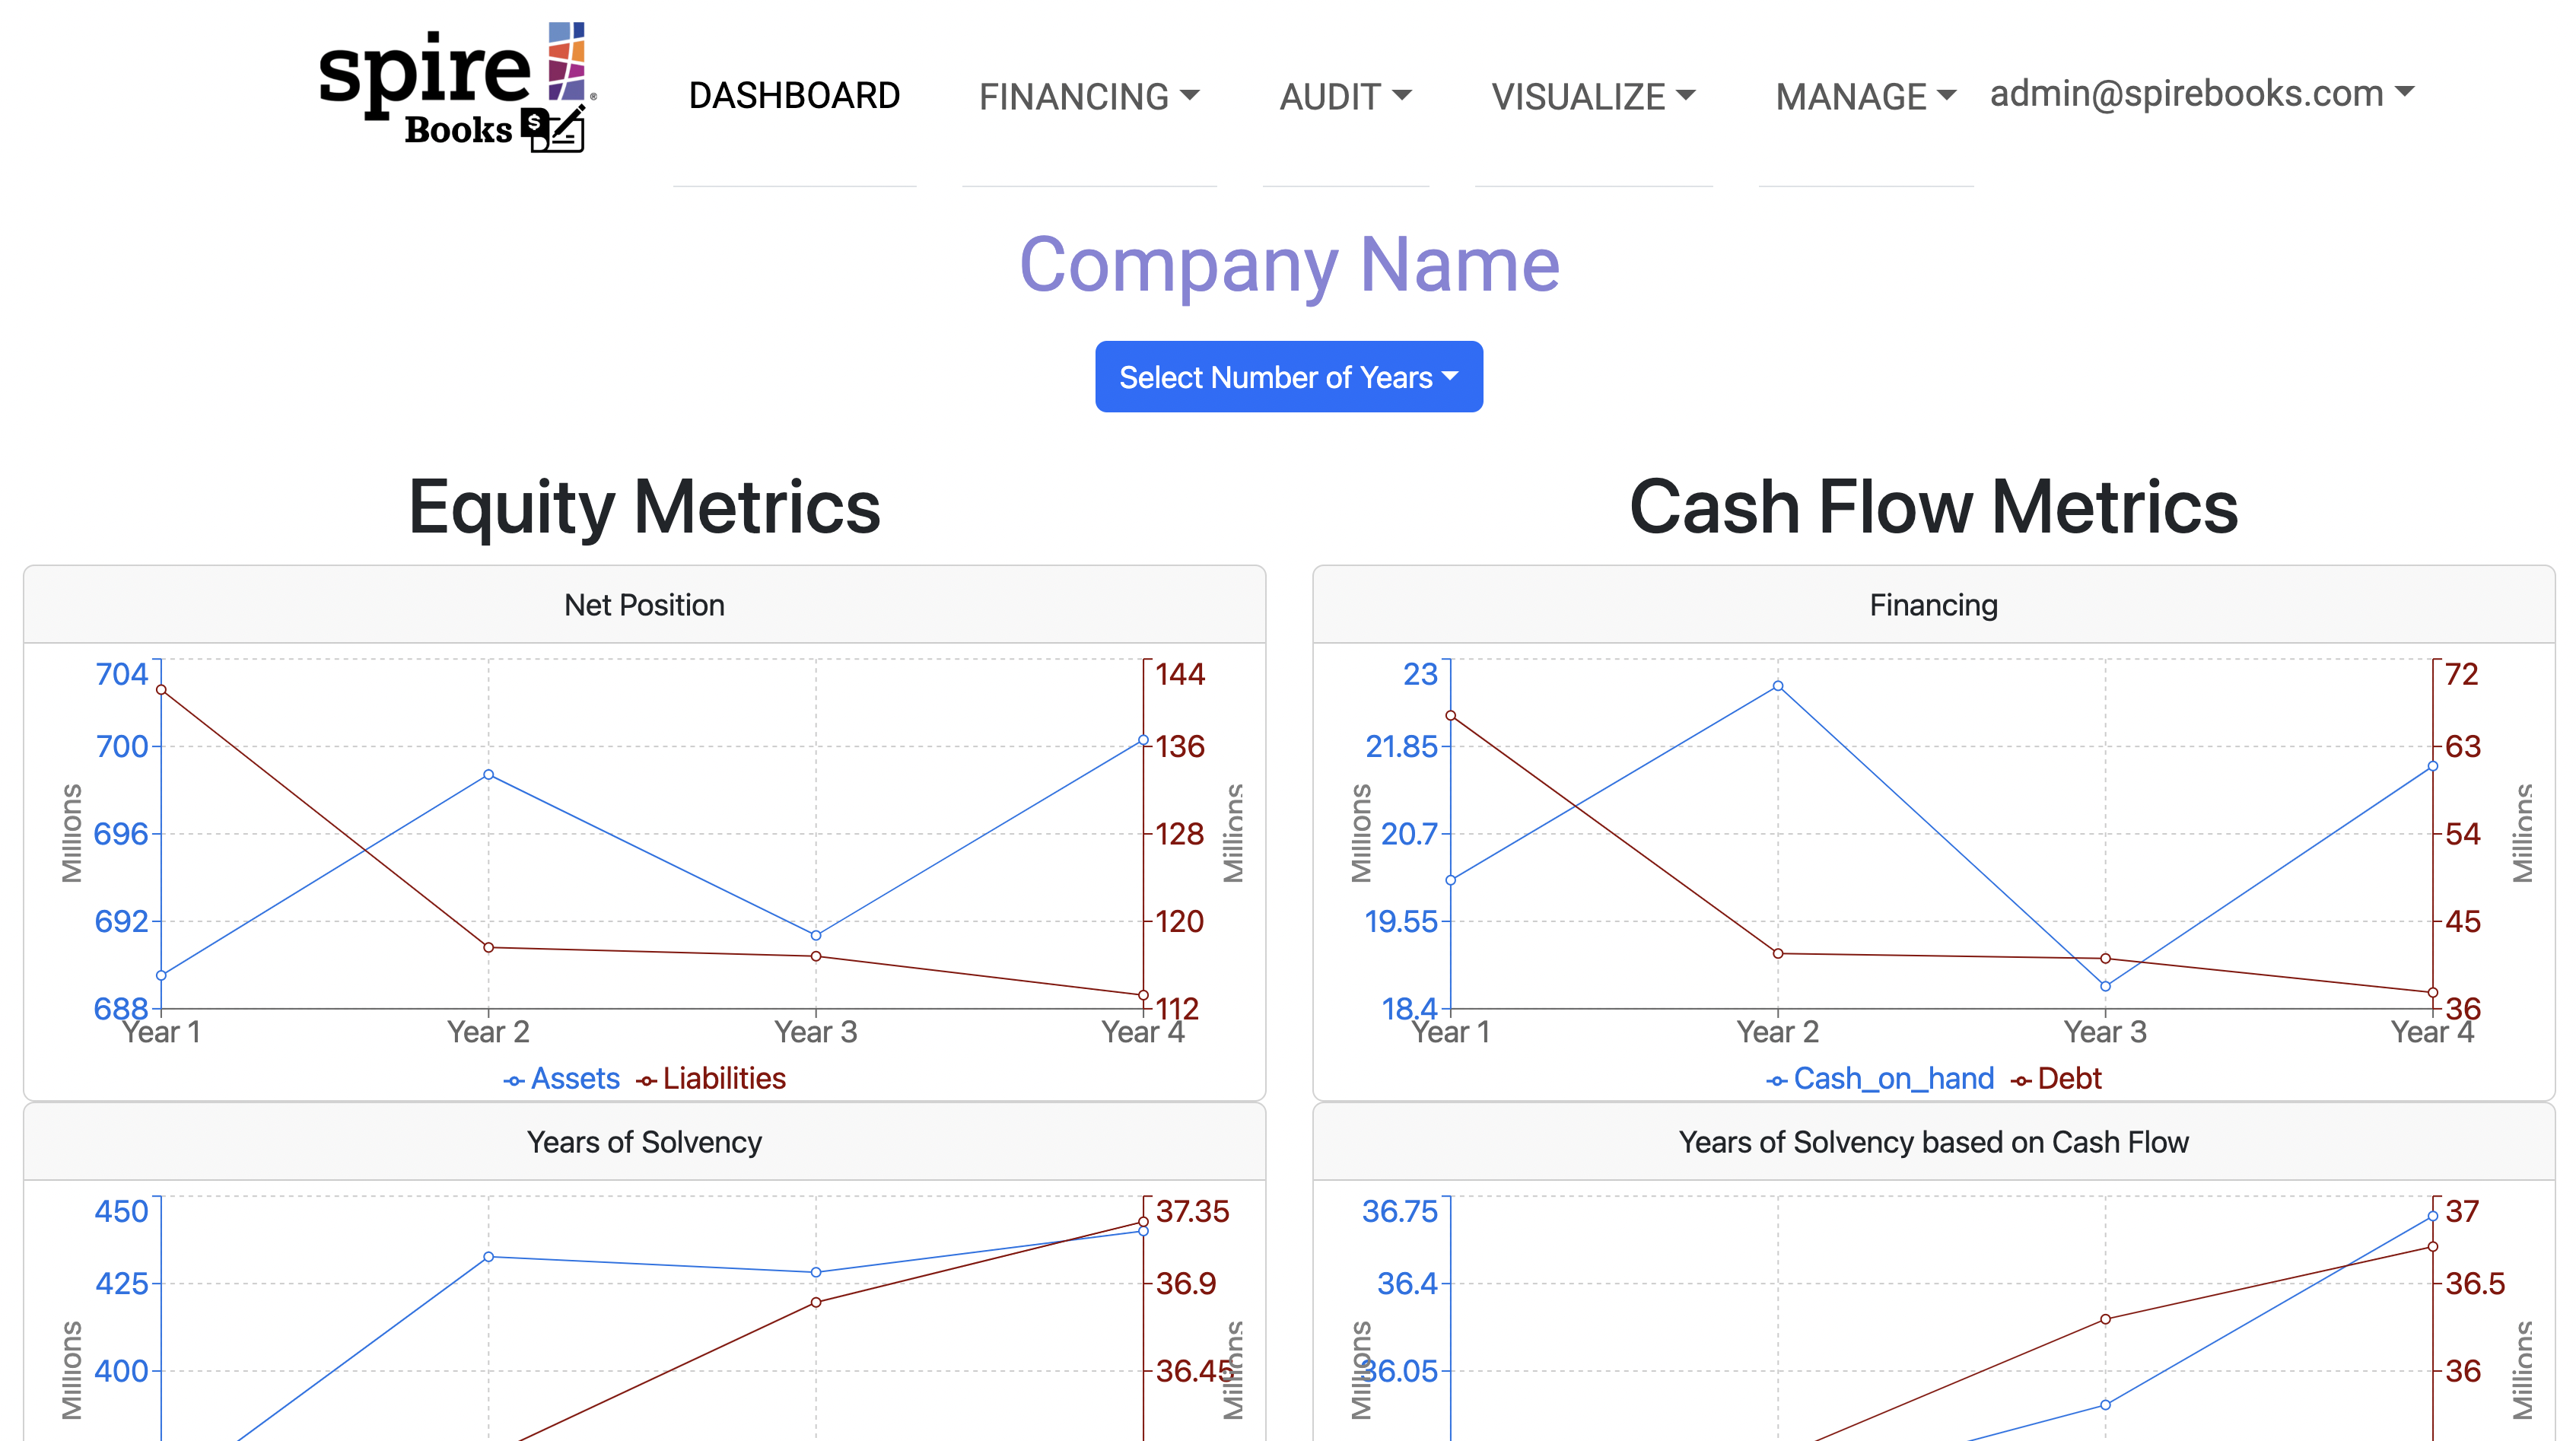 spire
®
Books $
DASHBOARD FINANCING AUDIT VISUALIZE MANAGE admin@spirebooks.com
Company Name
Select Number of Years
Equity Metrics
Net Position
704
700
696
692
688
Millions
144
136
128
120
112
Millions
Year 1 Year 2 Year 3 Year 4
Assets Liabilities
Years of Solvency
450
425
400
Millions
37.35
36.9
36.45
Millions
Cash Flow Metrics
Financing
23
21.85
20.7
19.55
18.4
Millions
72
63
54
45
36
Millions
Year 1 Year 2 Year 3 Year 4
Cash_on_hand Debt
Years of Solvency based on Cash Flow
36.75
36.4
36.05
Millions
37
36.5
36
Millions